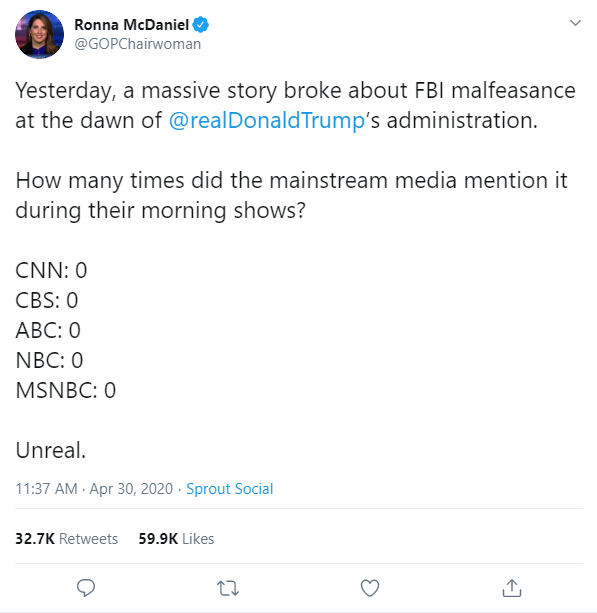 Ronna McDaniel
@GOPChairwoman
Yesterday, a massive story broke about FBI malfeasance
at the dawn of @realDonaldTrump's administration.
How many times did the mainstream media mention it
during their morning shows?
CNN: 0
CBS: 0
ABC: 0
NBC: 0
MSNBC: 0
Unreal.
11:37 AM · Apr 30, 2020 · Sprout Social
32.7K Retweets 59.9K Likes